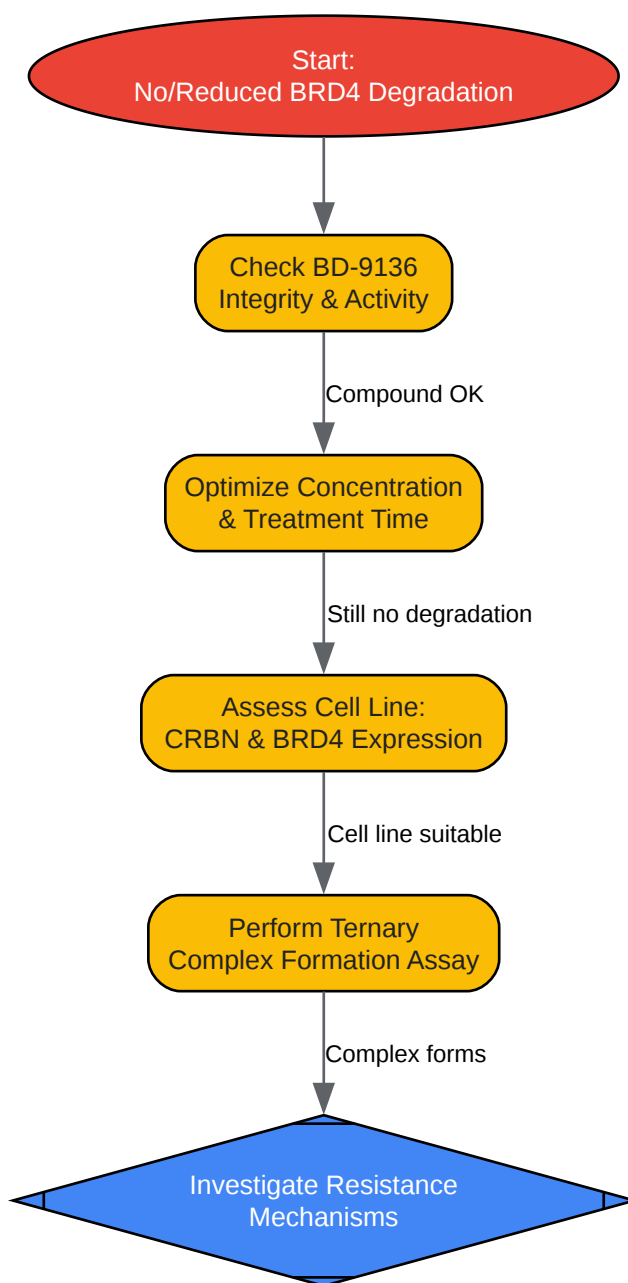 Start:
No/Reduced BRD4 Degradation
Check BD-9136
Integrity & Activity
Compound OK
Optimize Concentration
& Treatment Time
Still no degradation
Assess Cell Line:
CRBN & BRD4 Expression
Cell line suitable
Perform Ternary
Complex Formation Assay
Complex forms
Investigate Resistance
Mechanisms